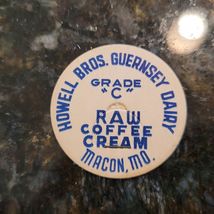 HOWELL BROS. GUERNSEY DAIRY
GRADE
"C"
RAW
COFFEE
CREAM
MACON, MO.